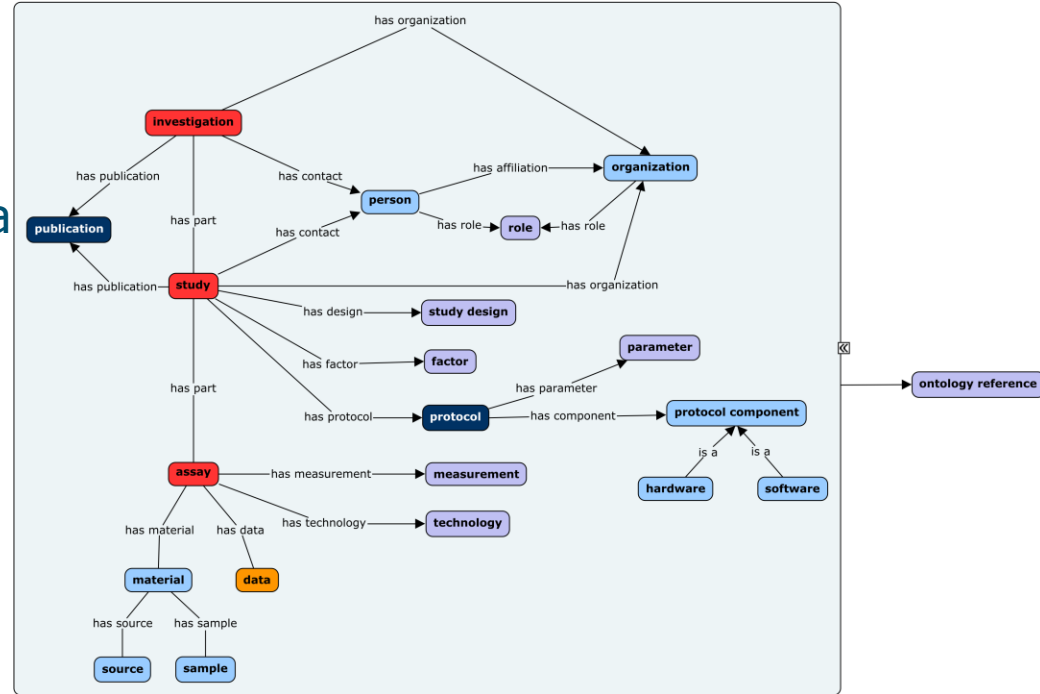 has organization
investigation
has publication
has contact
has affiliation
organization
person
a
publication
has part
has contact
has role
role
has role
has publication
study
has organization
has design
study design
parameter
has factor
factor
has part
has parameter
ontology reference
has protocol
protocol
has component
protocol component
is a
is a
assay
has measurement
measurement
hardware
software
has material
has data
has technology
technology
material
data
has source
has sample
source
sample